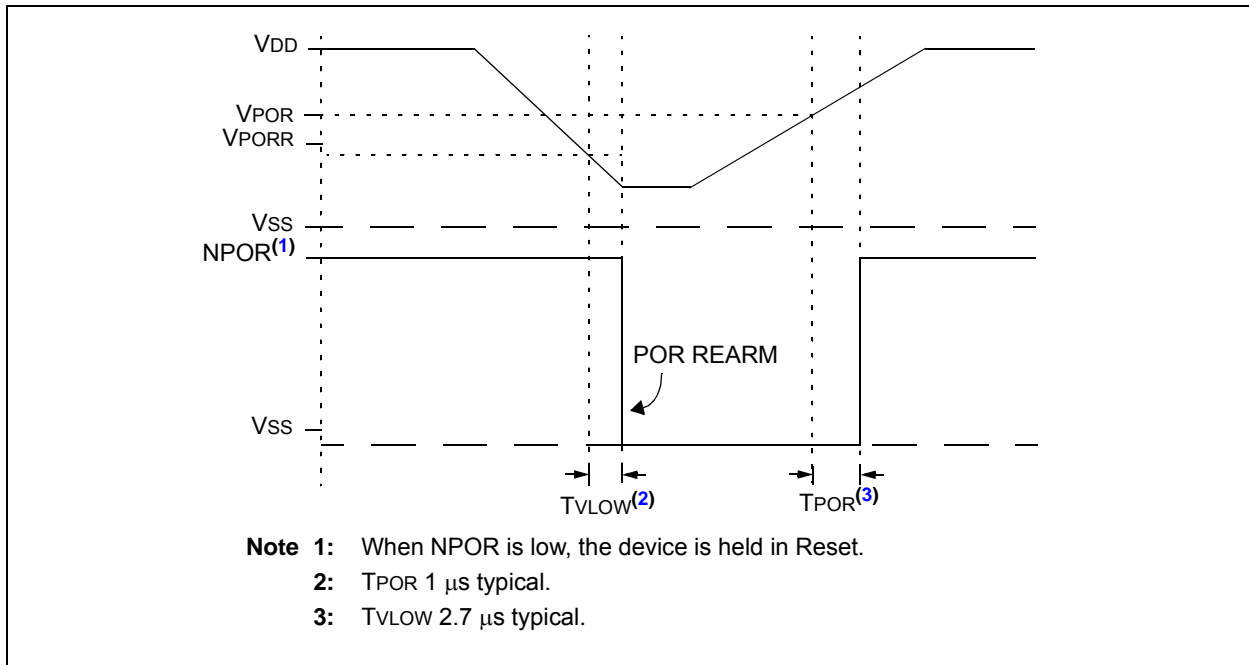 VDD
VPOR
VPORR
VSS
NPOR(1)
POR REARM
VSS
TVLOW(2)
TPOR(3)
Note 1: When NPOR is low, the device is held in Reset.
2: TPOR 1 μs typical.
3: TVLOW 2.7 μs typical.